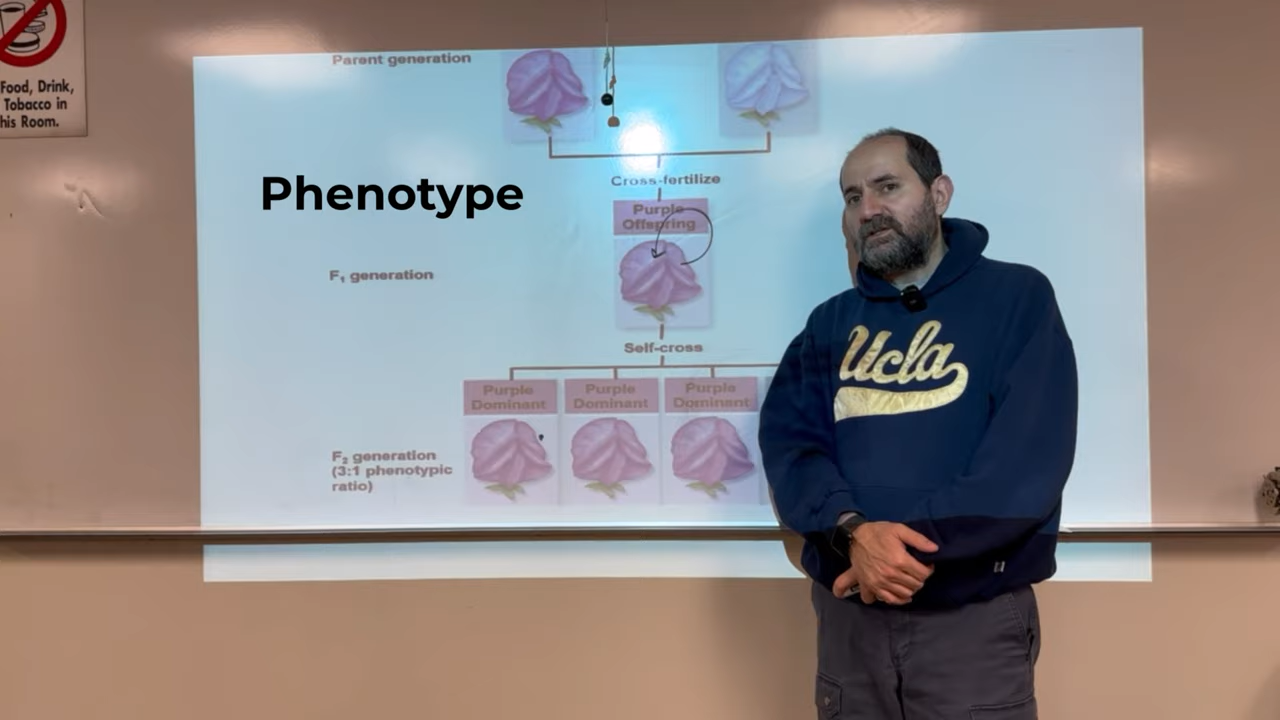 Food, Drink,
Tobacco in
his Room.
Parent generation
Phenotype
Cross-fertilize
Purple
Offspring
F₁ generation
Self-cross
Purple
Dominant
Purple
Dominant
Purple
Dominant
F₂ generation
(3:1 phenotypic
ratio)
Ucla